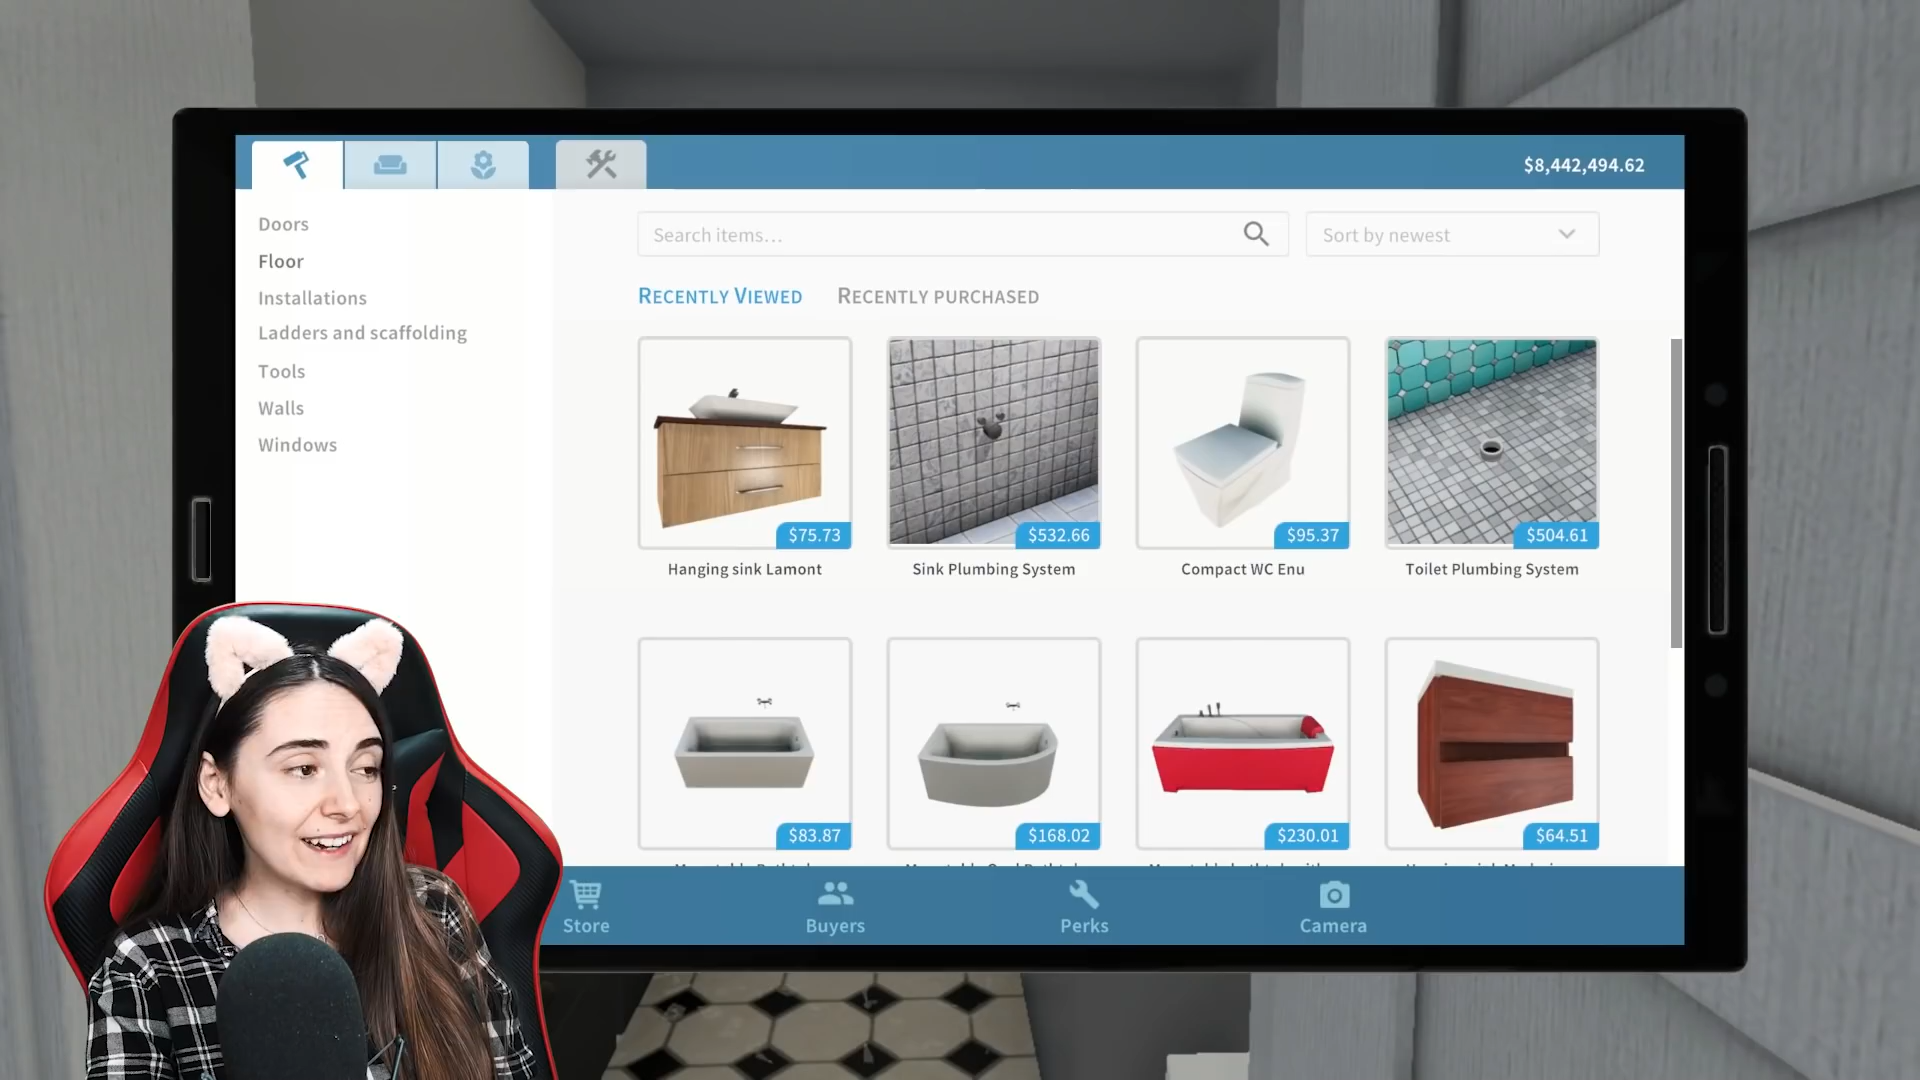 $8,442,494.62
Doors
Floor
Installations
Ladders and scaffolding
Tools
Walls
Windows
Search items...
Sort by newest
RECENTLY VIEWED
RECENTLY PURCHASED
$75.73
$532.66
$95.37
$504.61
Hanging sink Lamont
Sink Plumbing System
Compact WC Enu
Toilet Plumbing System
$83.87
$168.02
$230.01
$64.51
Store
Buyers
Perks
Camera